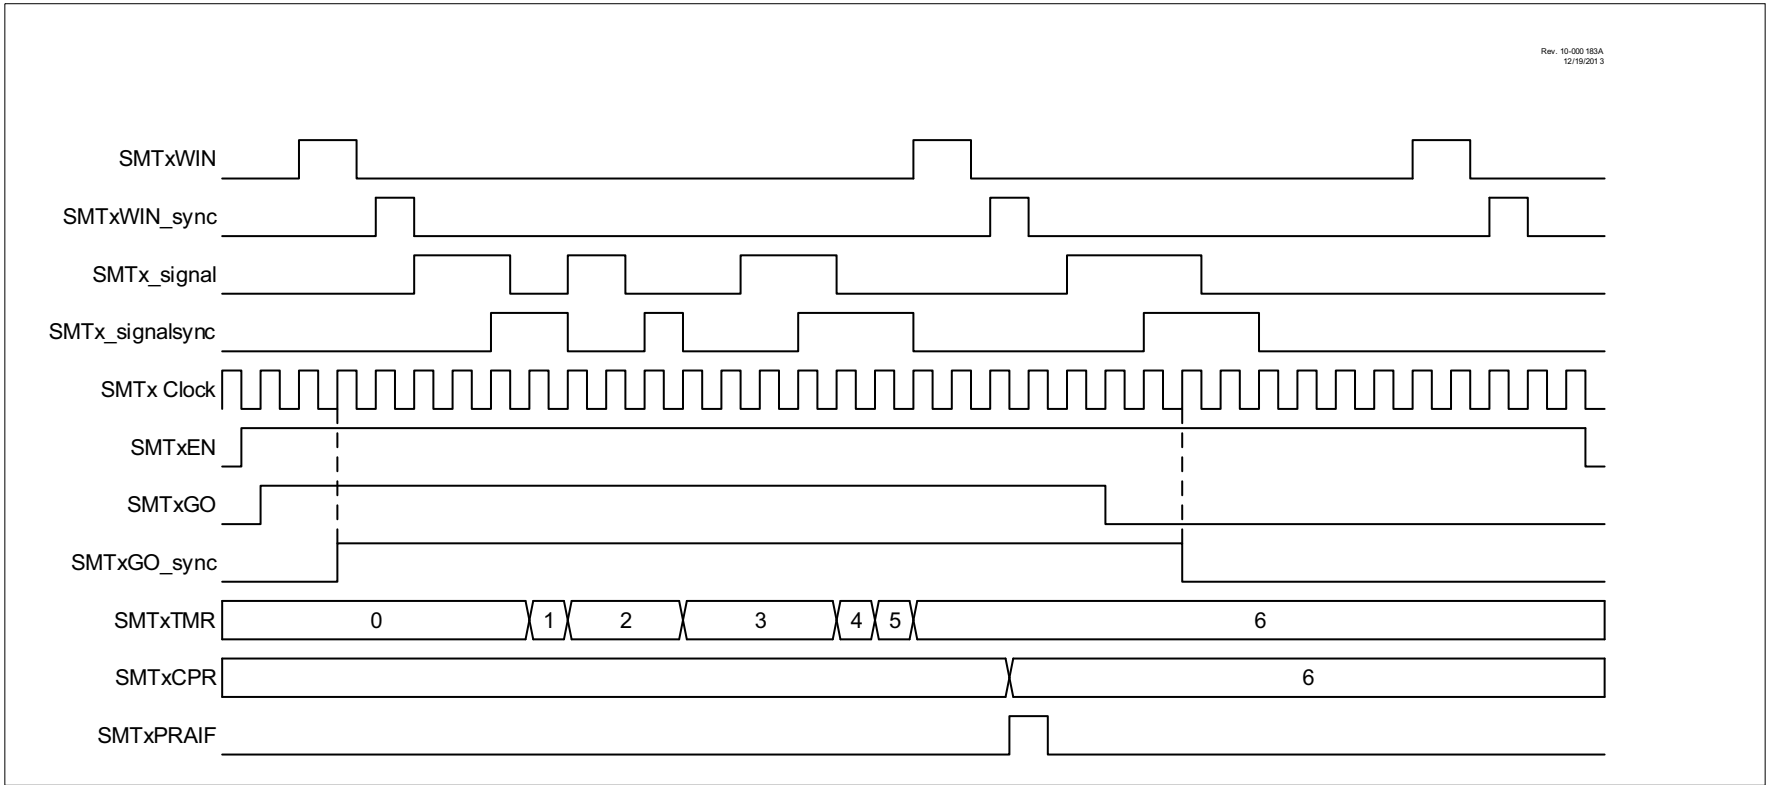 Rev. 10-000 183A
12/19/201 3
SMTxWIN
SMTxWIN_sync
SMTx_signal
SMTx_signalsync
SMTx Clock
SMTxEN
SMTxGO
SMTxGO_sync
SMTxTMR 0 1 2 3 4 5 6
SMTxCPR 6
SMTxPRAIF